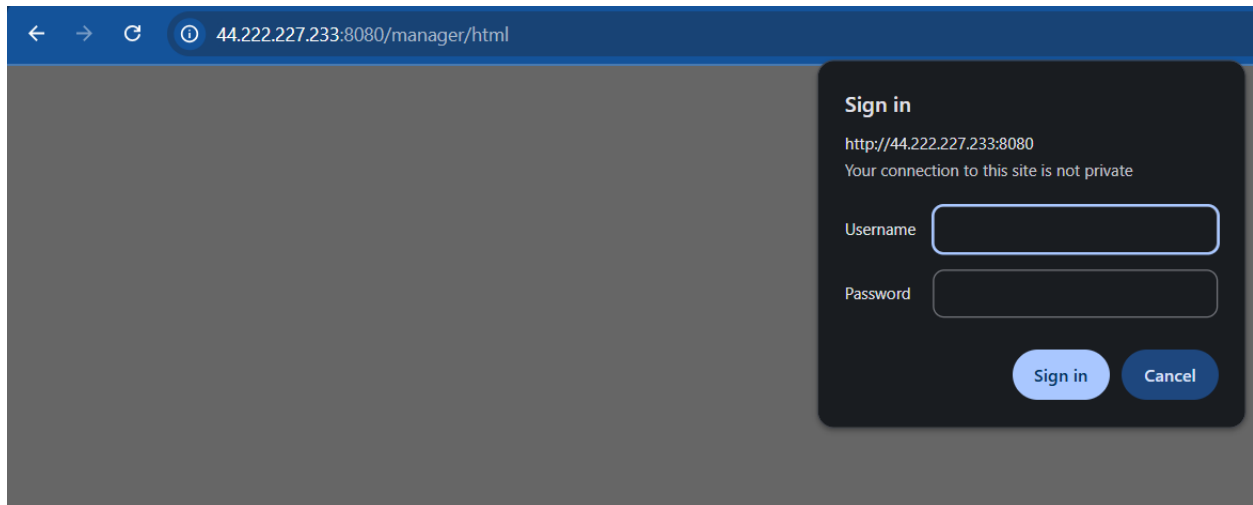 44.222.227.233:8080/manager/html
Sign in
http://44.222.227.233:8080
Your connection to this site is not private
Username
Password
Sign in Cancel